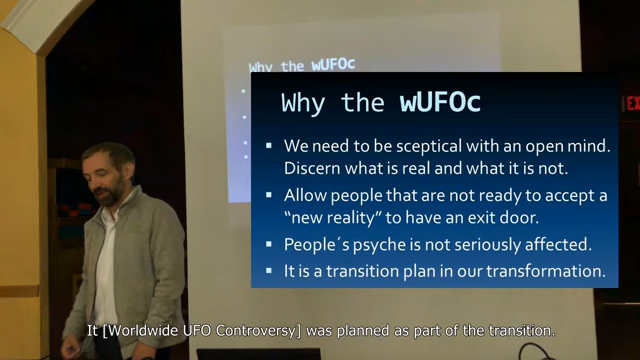 Why the wUFOc
EX
Why the wUFOc
▪ We need to be sceptical with an open mind.
Discern what is real and what it is not.
▪ Allow people that are not ready to accept a
“new reality” to have an exit door.
▪ People´s psyche is not seriously affected.
▪ It is a transition plan in our transformation.
It [Worldwide UFO Controversy] was planned as part of the transition.